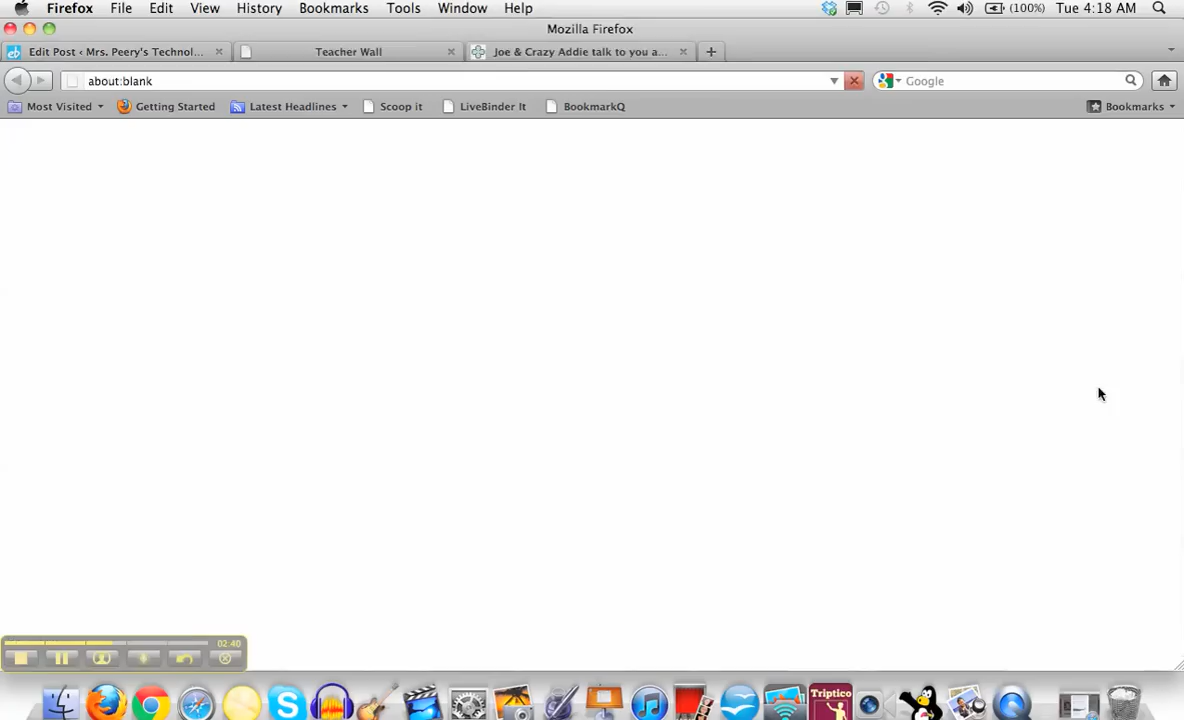 Firefox File Edit View History Bookmarks Tools Window Help (100%) Tue 4:18 AM
Mozilla Firefox
Edit Post ‹ Mrs. Peery's Technol... Teacher Wall Joe & Crazy Addie talk to you a...
about:blank Google
Most Visited Getting Started Latest Headlines Scoop it LiveBinder It BookmarkQ Bookmarks
02:40
Triptico